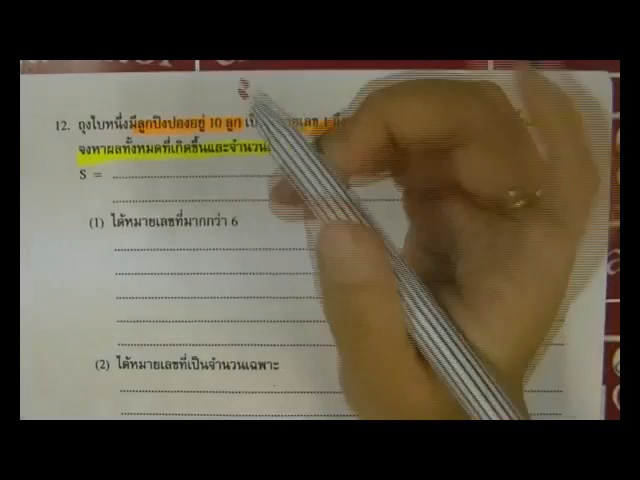 12. ถุงใบหนึ่งมีลูกปิงปองอยู่ 10 ลูก
จงหาผลทั้งหมดที่เกิดขึ้นและจำนวน
S =
(1) ได้หมายเลขที่มากกว่า 6
(2) ได้หมายเลขที่เป็นจำนวนเฉพาะ